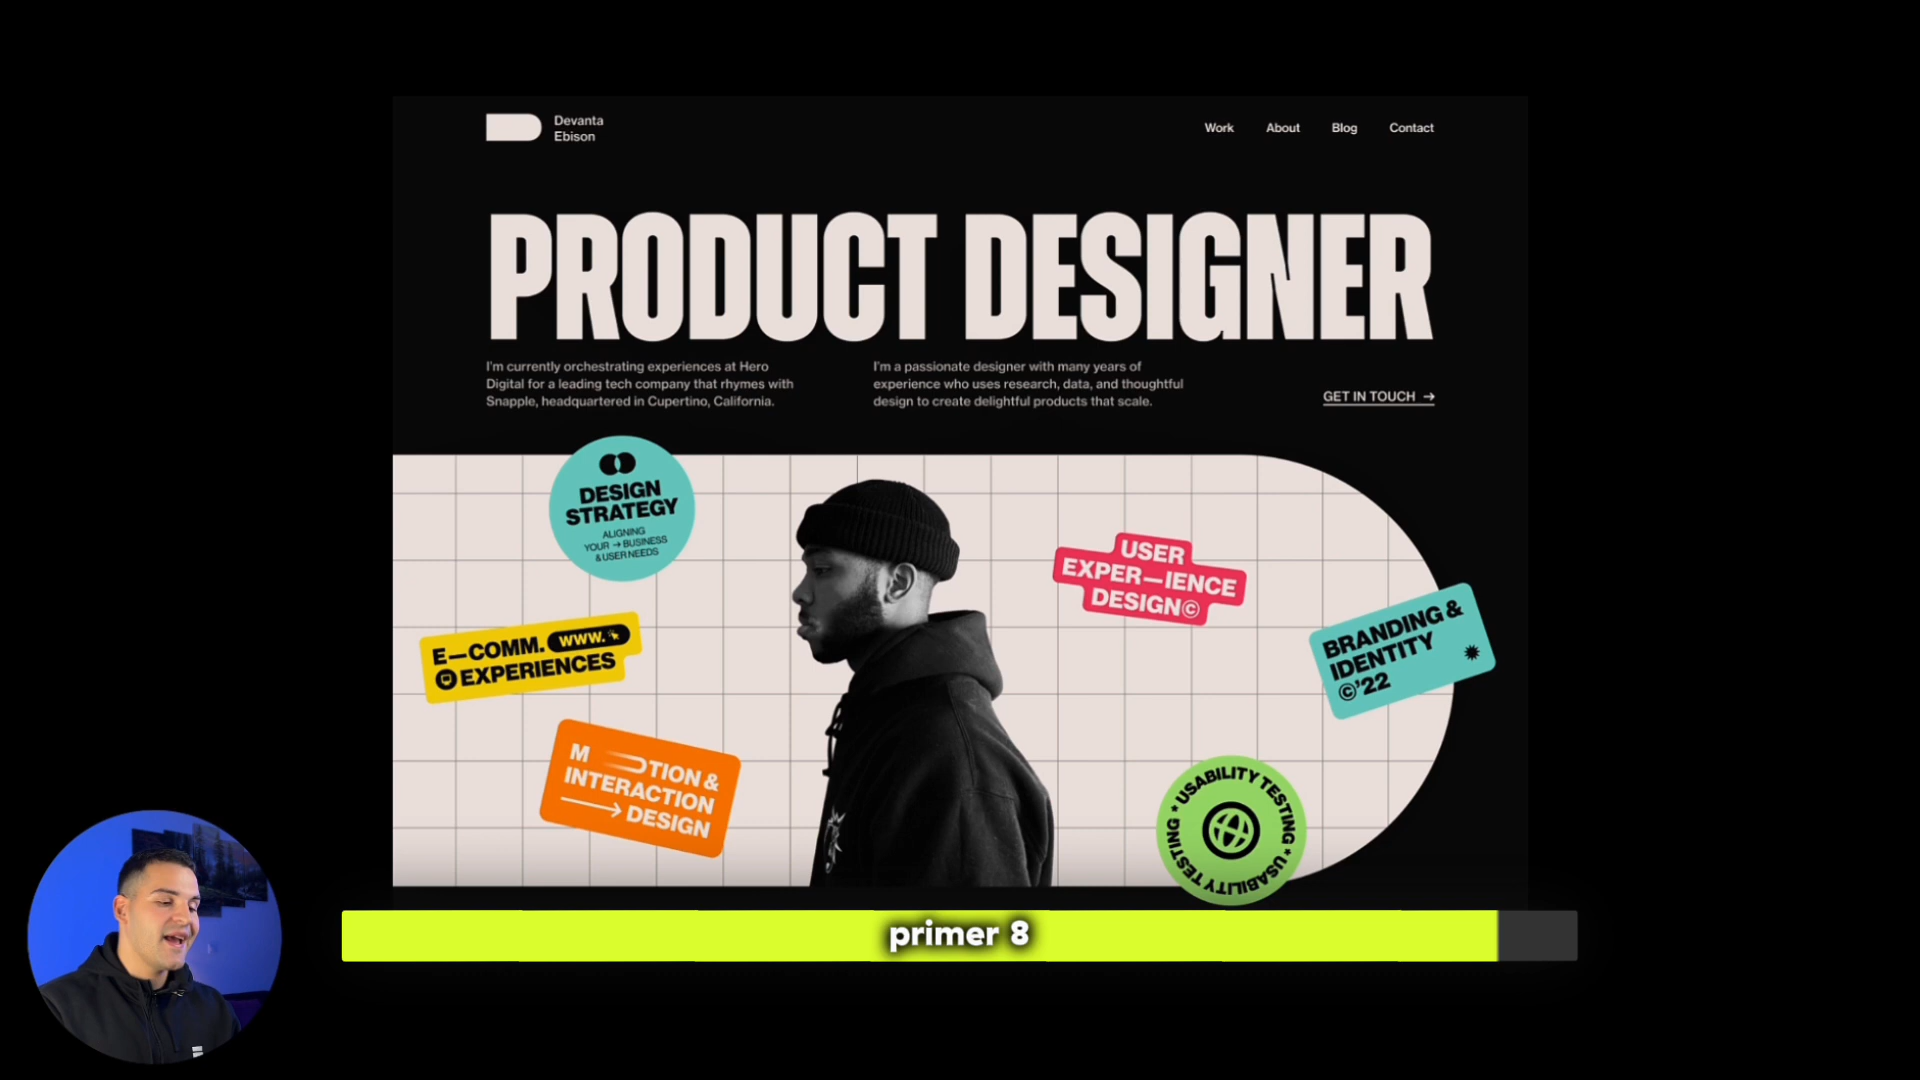 Devanta
Ebison
Work
About
Blog
Contact
PRODUCT DESIGNER
I'm currently orchestrating experiences at Hero
Digital for a leading tech company that rhymes with
Snapple, headquartered in Cupertino, California.
I'm a passionate designer with many years of
experience who uses research, data, and thoughtful
design to create delightful products that scale.
GET IN TOUCH →
DESIGN
STRATEGY
ALIGNING
YOUR → BUSINESS
& USER NEEDS
E—COMM. WWW.
EXPERIENCES
M TION &
INTERACTION
DESIGN
USER
EXPER—IENCE
DESIGN©
BRANDING &
IDENTITY
©'22
USABILITY TESTING * USABILITY TESTING *
primer 8